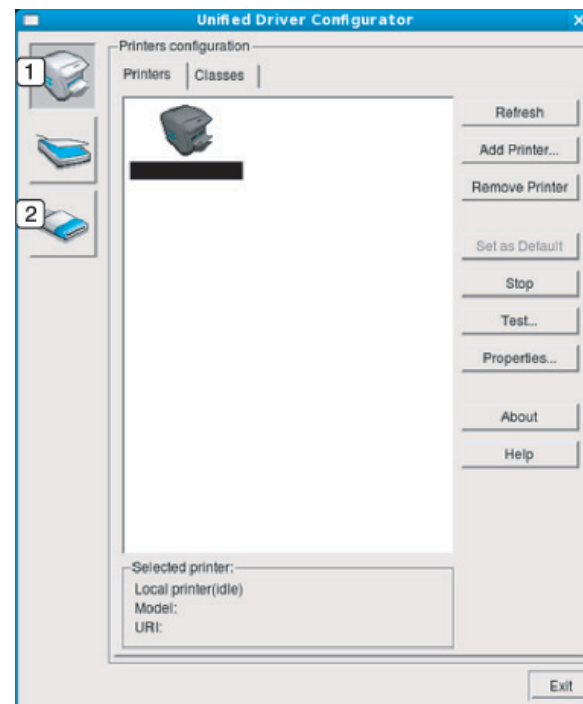 Unified Driver Configurator
1
2
Printers configuration
Printers Classes
Refresh
Add Printer...
Remove Printer
Set as Default
Stop
Test...
Properties...
About
Help
Selected printer:
Local printer(idle)
Model:
URI:
Exit